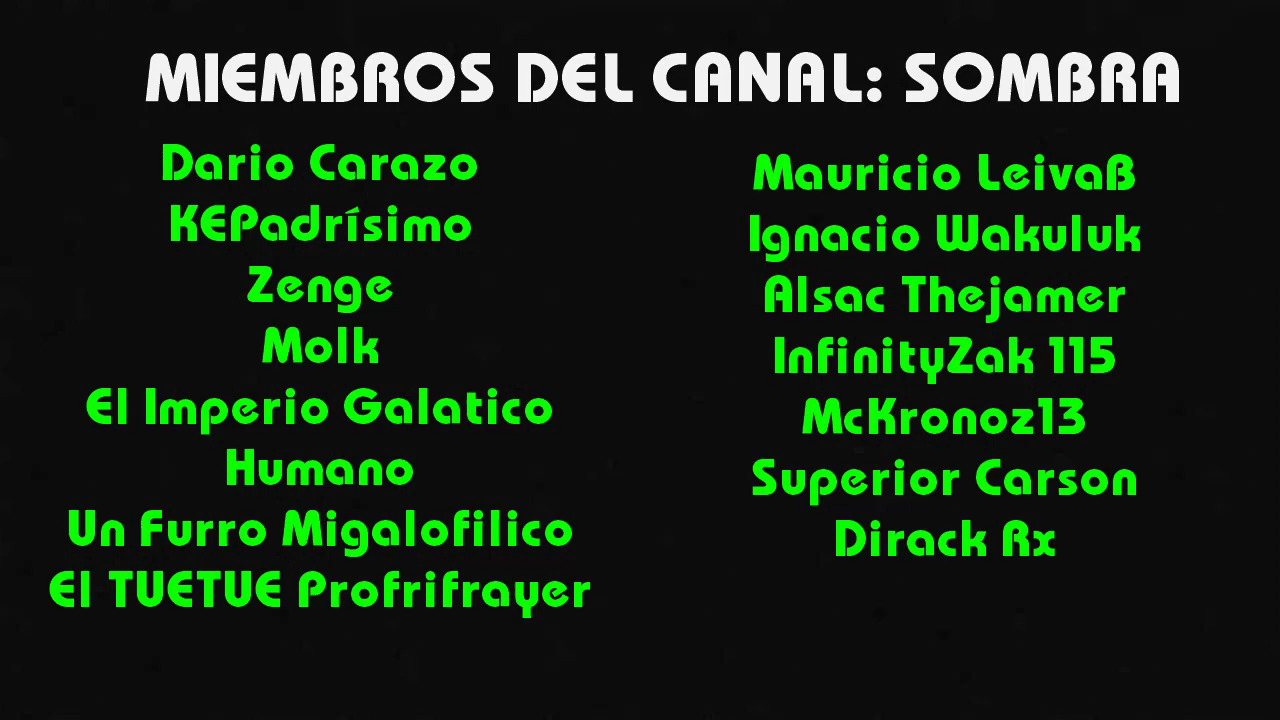 MIEMBROS DEL CANAL: SOMBRA
Dario Carazo
KEPadrísimo
Zenge
Molk
El Imperio Galatico
Humano
Un Furro Migalofilico
El TUETUE Profrifrayer
Mauricio LeivaB
Ignacio Wakuluk
Alsac Thejamer
InfinityZak 115
McKronoz13
Superior Carson
Dirack Rx